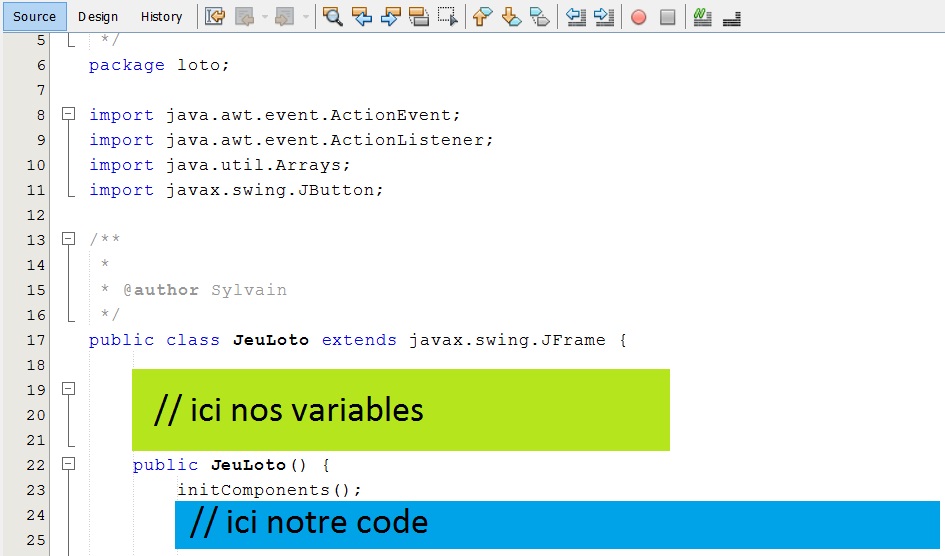 Source Design History
5 */
6 package loto;
7
8 import java.awt.event.ActionEvent;
9 import java.awt.event.ActionListener;
10 import java.util.Arrays;
11 import javax.swing.JButton;
12
13 /**
14 *
15 * @author Sylvain
16 */
17 public class JeuLoto extends javax.swing.JFrame {
18
19
20 // ici nos variables
21
22 public JeuLoto() {
23 initComponents();
24 // ici notre code
25